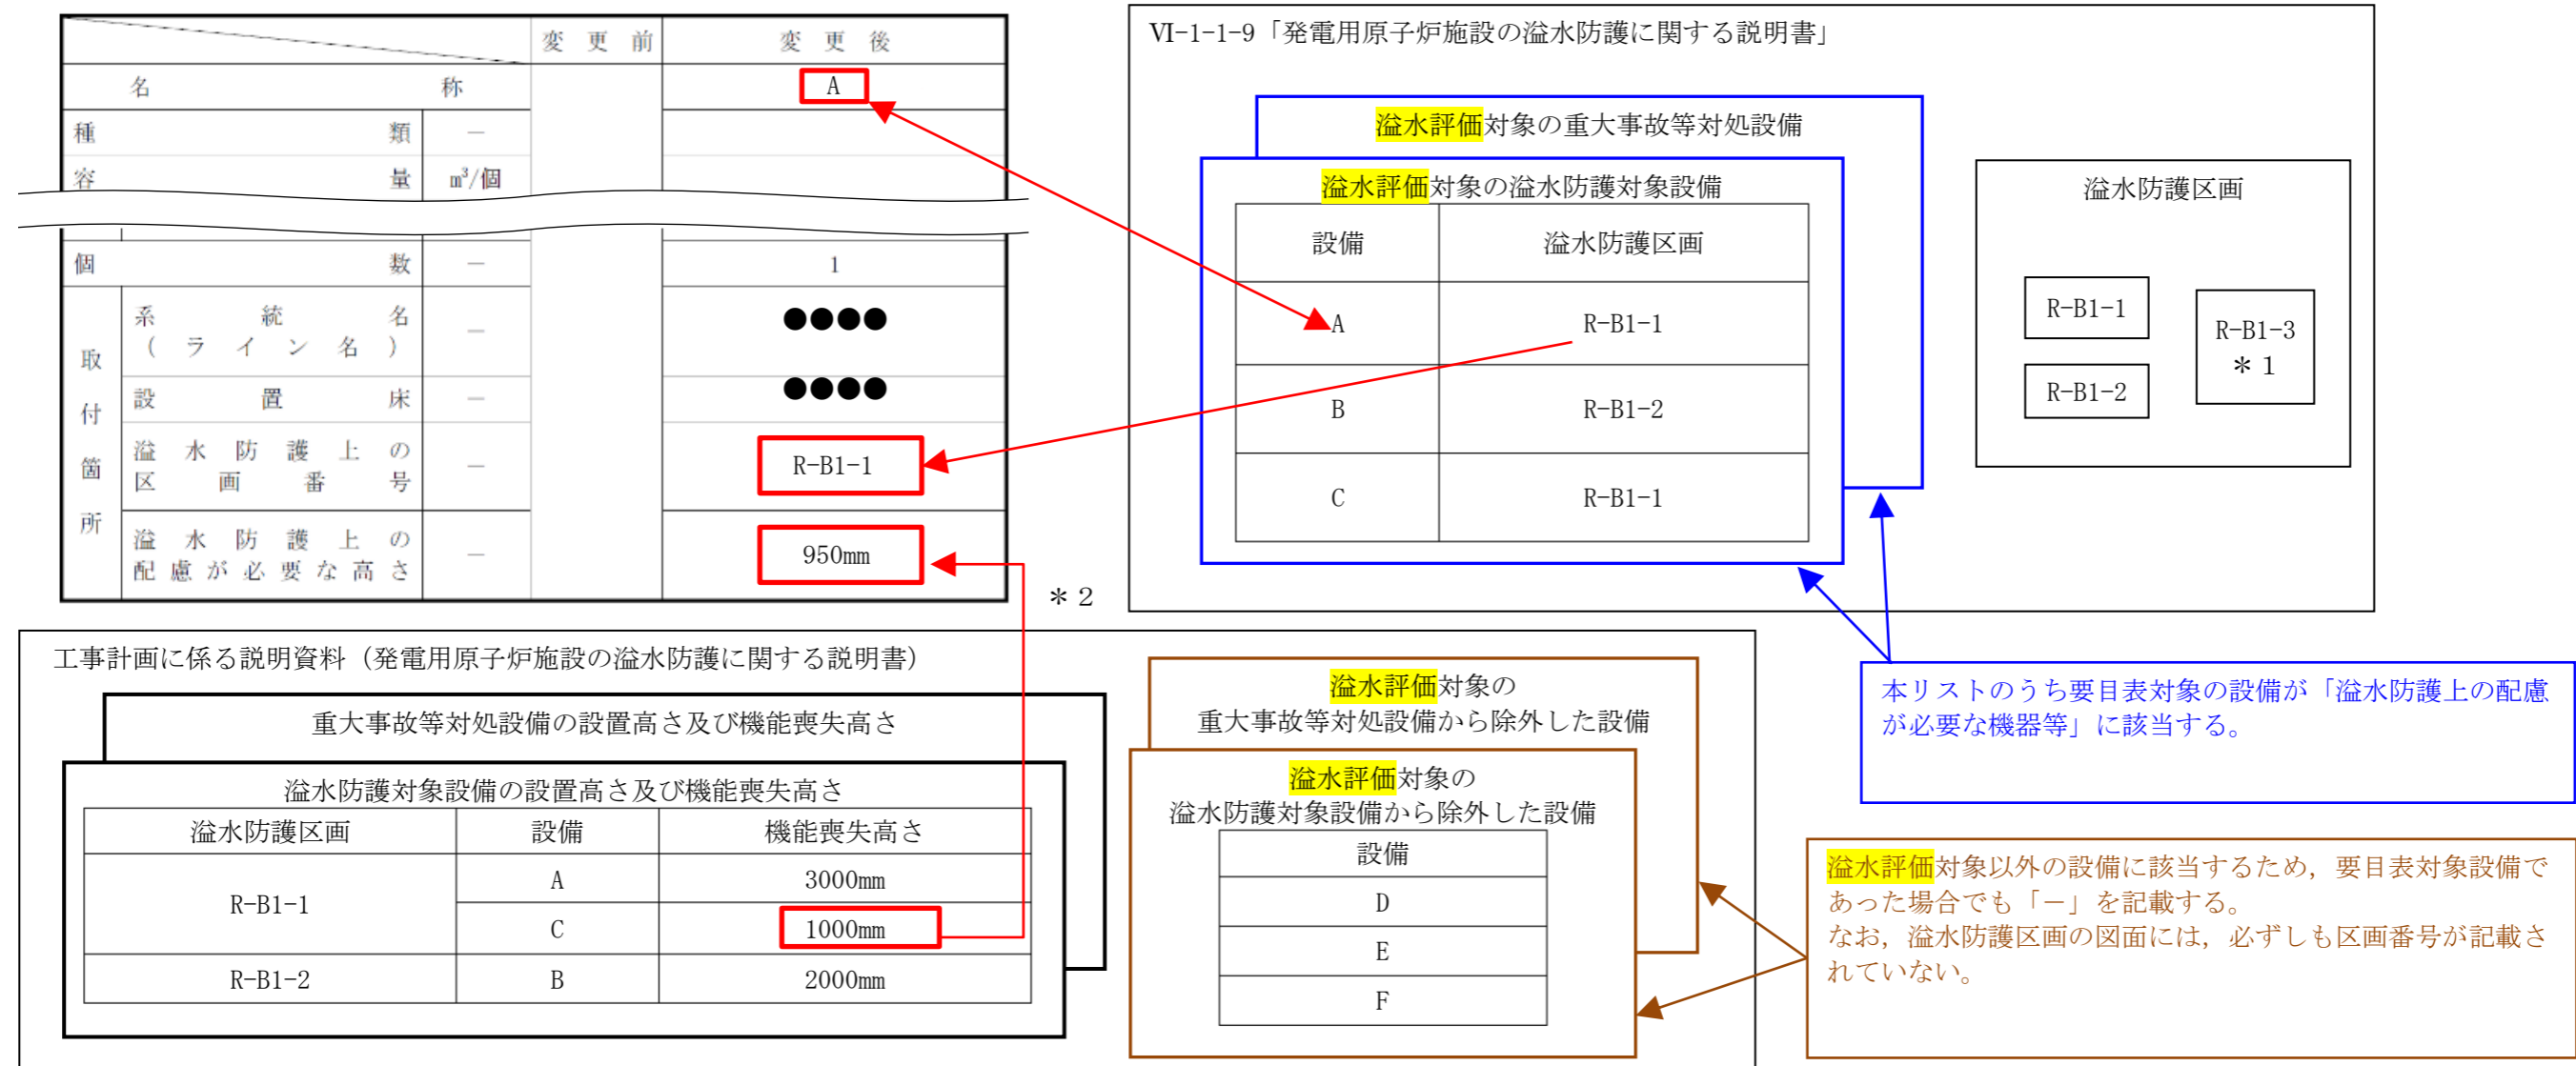 変更前 変更後
名称 A
種類 －
容量 m³/個
個数 － 1
取付箇所
系統名
（ライン名） － ●●●●
設置床 － ●●●●
溢水防護上の
区画番号 － R-B1-1
溢水防護上の
配慮が必要な高さ － 950mm
＊2
Ⅵ-1-1-9「発電用原子炉施設の溢水防護に関する説明書」
溢水評価対象の重大事故等対処設備
溢水評価対象の溢水防護対象設備
設備 溢水防護区画
A R-B1-1
B R-B1-2
C R-B1-1
溢水防護区画
R-B1-1
R-B1-2
R-B1-3
＊1
本リストのうち要目表対象の設備が「溢水防護上の配慮
が必要な機器等」に該当する。
工事計画に係る説明資料（発電用原子炉施設の溢水防護に関する説明書）
重大事故等対処設備の設置高さ及び機能喪失高さ
溢水防護対象設備の設置高さ及び機能喪失高さ
溢水防護区画 設備 機能喪失高さ
R-B1-1 A 3000mm
C 1000mm
R-B1-2 B 2000mm
溢水評価対象の
重大事故等対処設備から除外した設備
溢水評価対象の
溢水防護対象設備から除外した設備
設備
D
E
F
溢水評価対象以外の設備に該当するため，要目表対象設備で
あった場合でも「－」を記載する。
なお，溢水防護区画の図面には，必ずしも区画番号が記載さ
れていない。